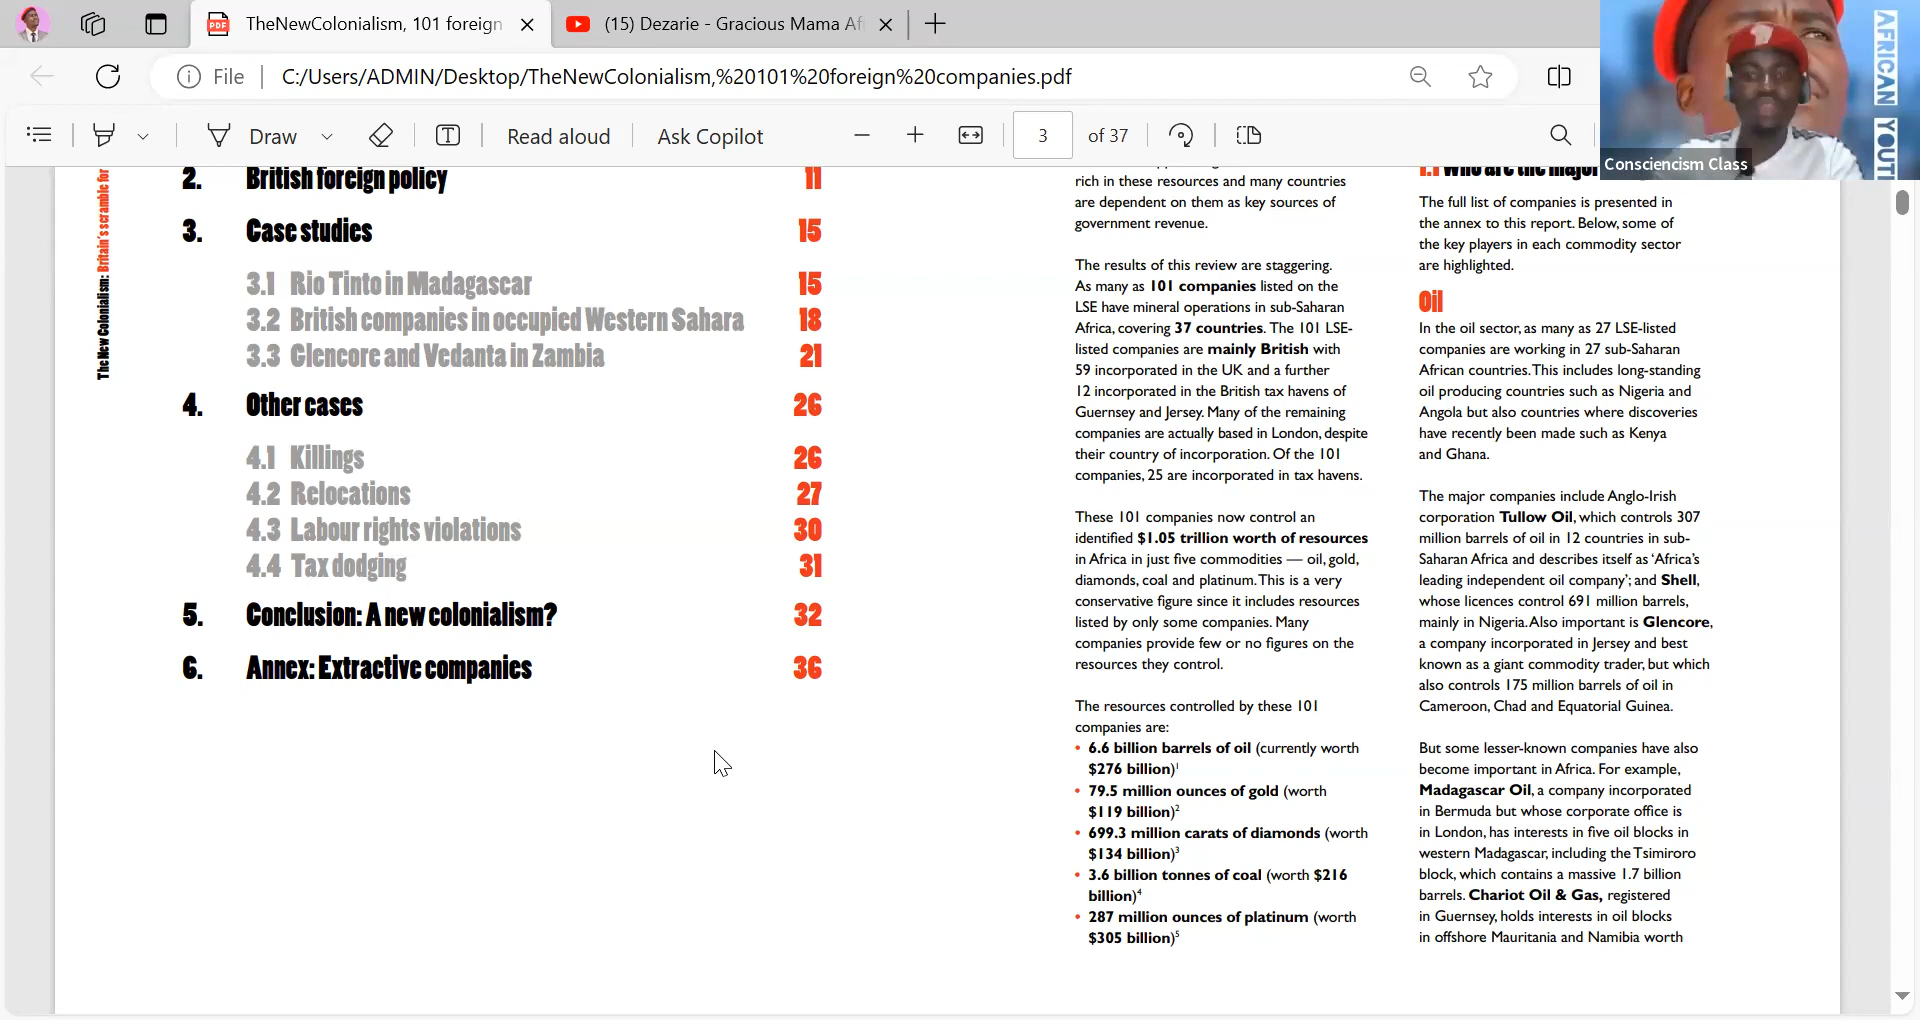 TheNewColonialism, 101 foreign
(15) Dezarie - Gracious Mama Af
File
C:/Users/ADMIN/Desktop/TheNewColonialism,%20101%20foreign%20companies.pdf
Draw
Read aloud
Ask Copilot
3
of 37
Consciencism Class
AFRICAN YOUT
The New Colonialism: Britain's scramble for
2. British foreign policy 11
3. Case studies 15
3.1 Rio Tinto in Madagascar 15
3.2 British companies in occupied Western Sahara 18
3.3 Glencore and Vedanta in Zambia 21
4. Other cases 26
4.1 Killings 26
4.2 Relocations 27
4.3 Labour rights violations 30
4.4 Tax dodging 31
5. Conclusion: A new colonialism? 32
6. Annex: Extractive companies 36
rich in these resources and many countries
are dependent on them as key sources of
government revenue.
The results of this review are staggering.
As many as 101 companies listed on the
LSE have mineral operations in sub-Saharan
Africa, covering 37 countries. The 101 LSE-
listed companies are mainly British with
59 incorporated in the UK and a further
12 incorporated in the British tax havens of
Guernsey and Jersey. Many of the remaining
companies are actually based in London, despite
their country of incorporation. Of the 101
companies, 25 are incorporated in tax havens.
These 101 companies now control an
identified $1.05 trillion worth of resources
in Africa in just five commodities — oil, gold,
diamonds, coal and platinum. This is a very
conservative figure since it includes resources
listed by only some companies. Many
companies provide few or no figures on the
resources they control.
The resources controlled by these 101
companies are:
• 6.6 billion barrels of oil (currently worth
$276 billion)1
• 79.5 million ounces of gold (worth
$119 billion)2
• 699.3 million carats of diamonds (worth
$134 billion)3
• 3.6 billion tonnes of coal (worth $216
billion)4
• 287 million ounces of platinum (worth
$305 billion)5
1.1 Who are the major
The full list of companies is presented in
the annex to this report. Below, some of
the key players in each commodity sector
are highlighted.
Oil
In the oil sector, as many as 27 LSE-listed
companies are working in 27 sub-Saharan
African countries. This includes long-standing
oil producing countries such as Nigeria and
Angola but also countries where discoveries
have recently been made such as Kenya
and Ghana.
The major companies include Anglo-Irish
corporation Tullow Oil, which controls 307
million barrels of oil in 12 countries in sub-
Saharan Africa and describes itself as ‘Africa's
leading independent oil company’; and Shell,
whose licences control 691 million barrels,
mainly in Nigeria. Also important is Glencore,
a company incorporated in Jersey and best
known as a giant commodity trader, but which
also controls 175 million barrels of oil in
Cameroon, Chad and Equatorial Guinea.
But some lesser-known companies have also
become important in Africa. For example,
Madagascar Oil, a company incorporated
in Bermuda but whose corporate office is
in London, has interests in five oil blocks in
western Madagascar, including the Tsimiroro
block, which contains a massive 1.7 billion
barrels. Chariot Oil & Gas, registered
in Guernsey, holds interests in oil blocks
in offshore Mauritania and Namibia worth